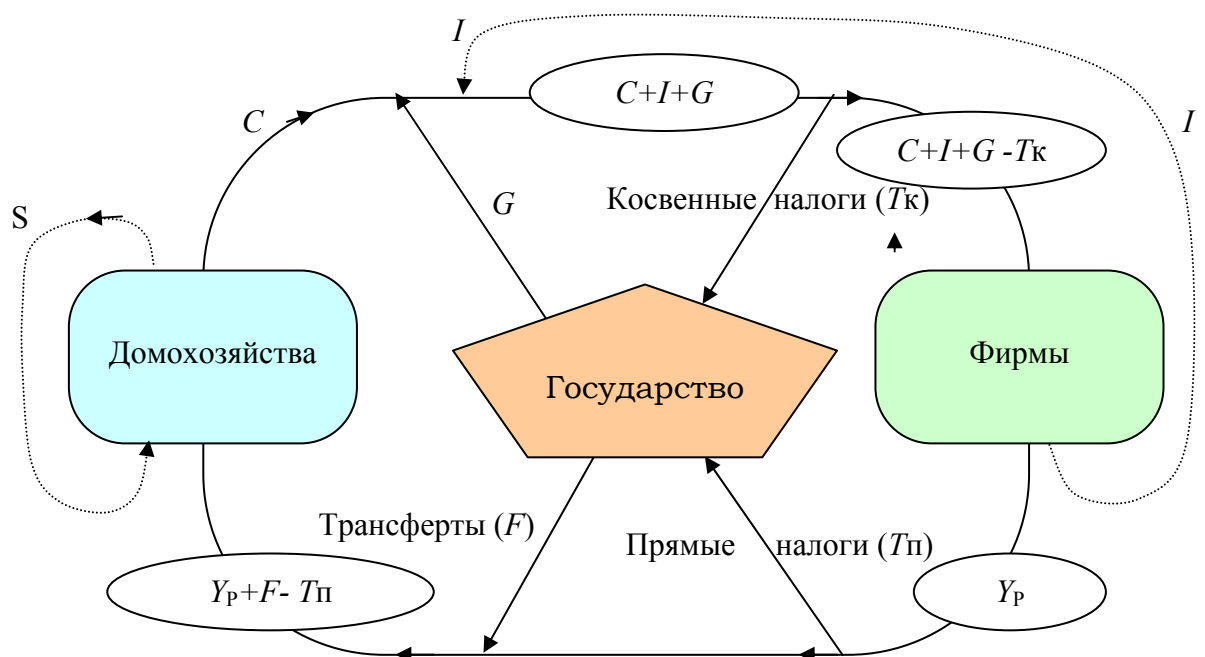 I
C+I+G
C
I
C+I+G -Tк
G
Косвенные налоги (Tк)
S
Домохозяйства
Государство
Фирмы
Трансферты (F)
Прямые налоги (Tп)
YР+F- Tп
YР